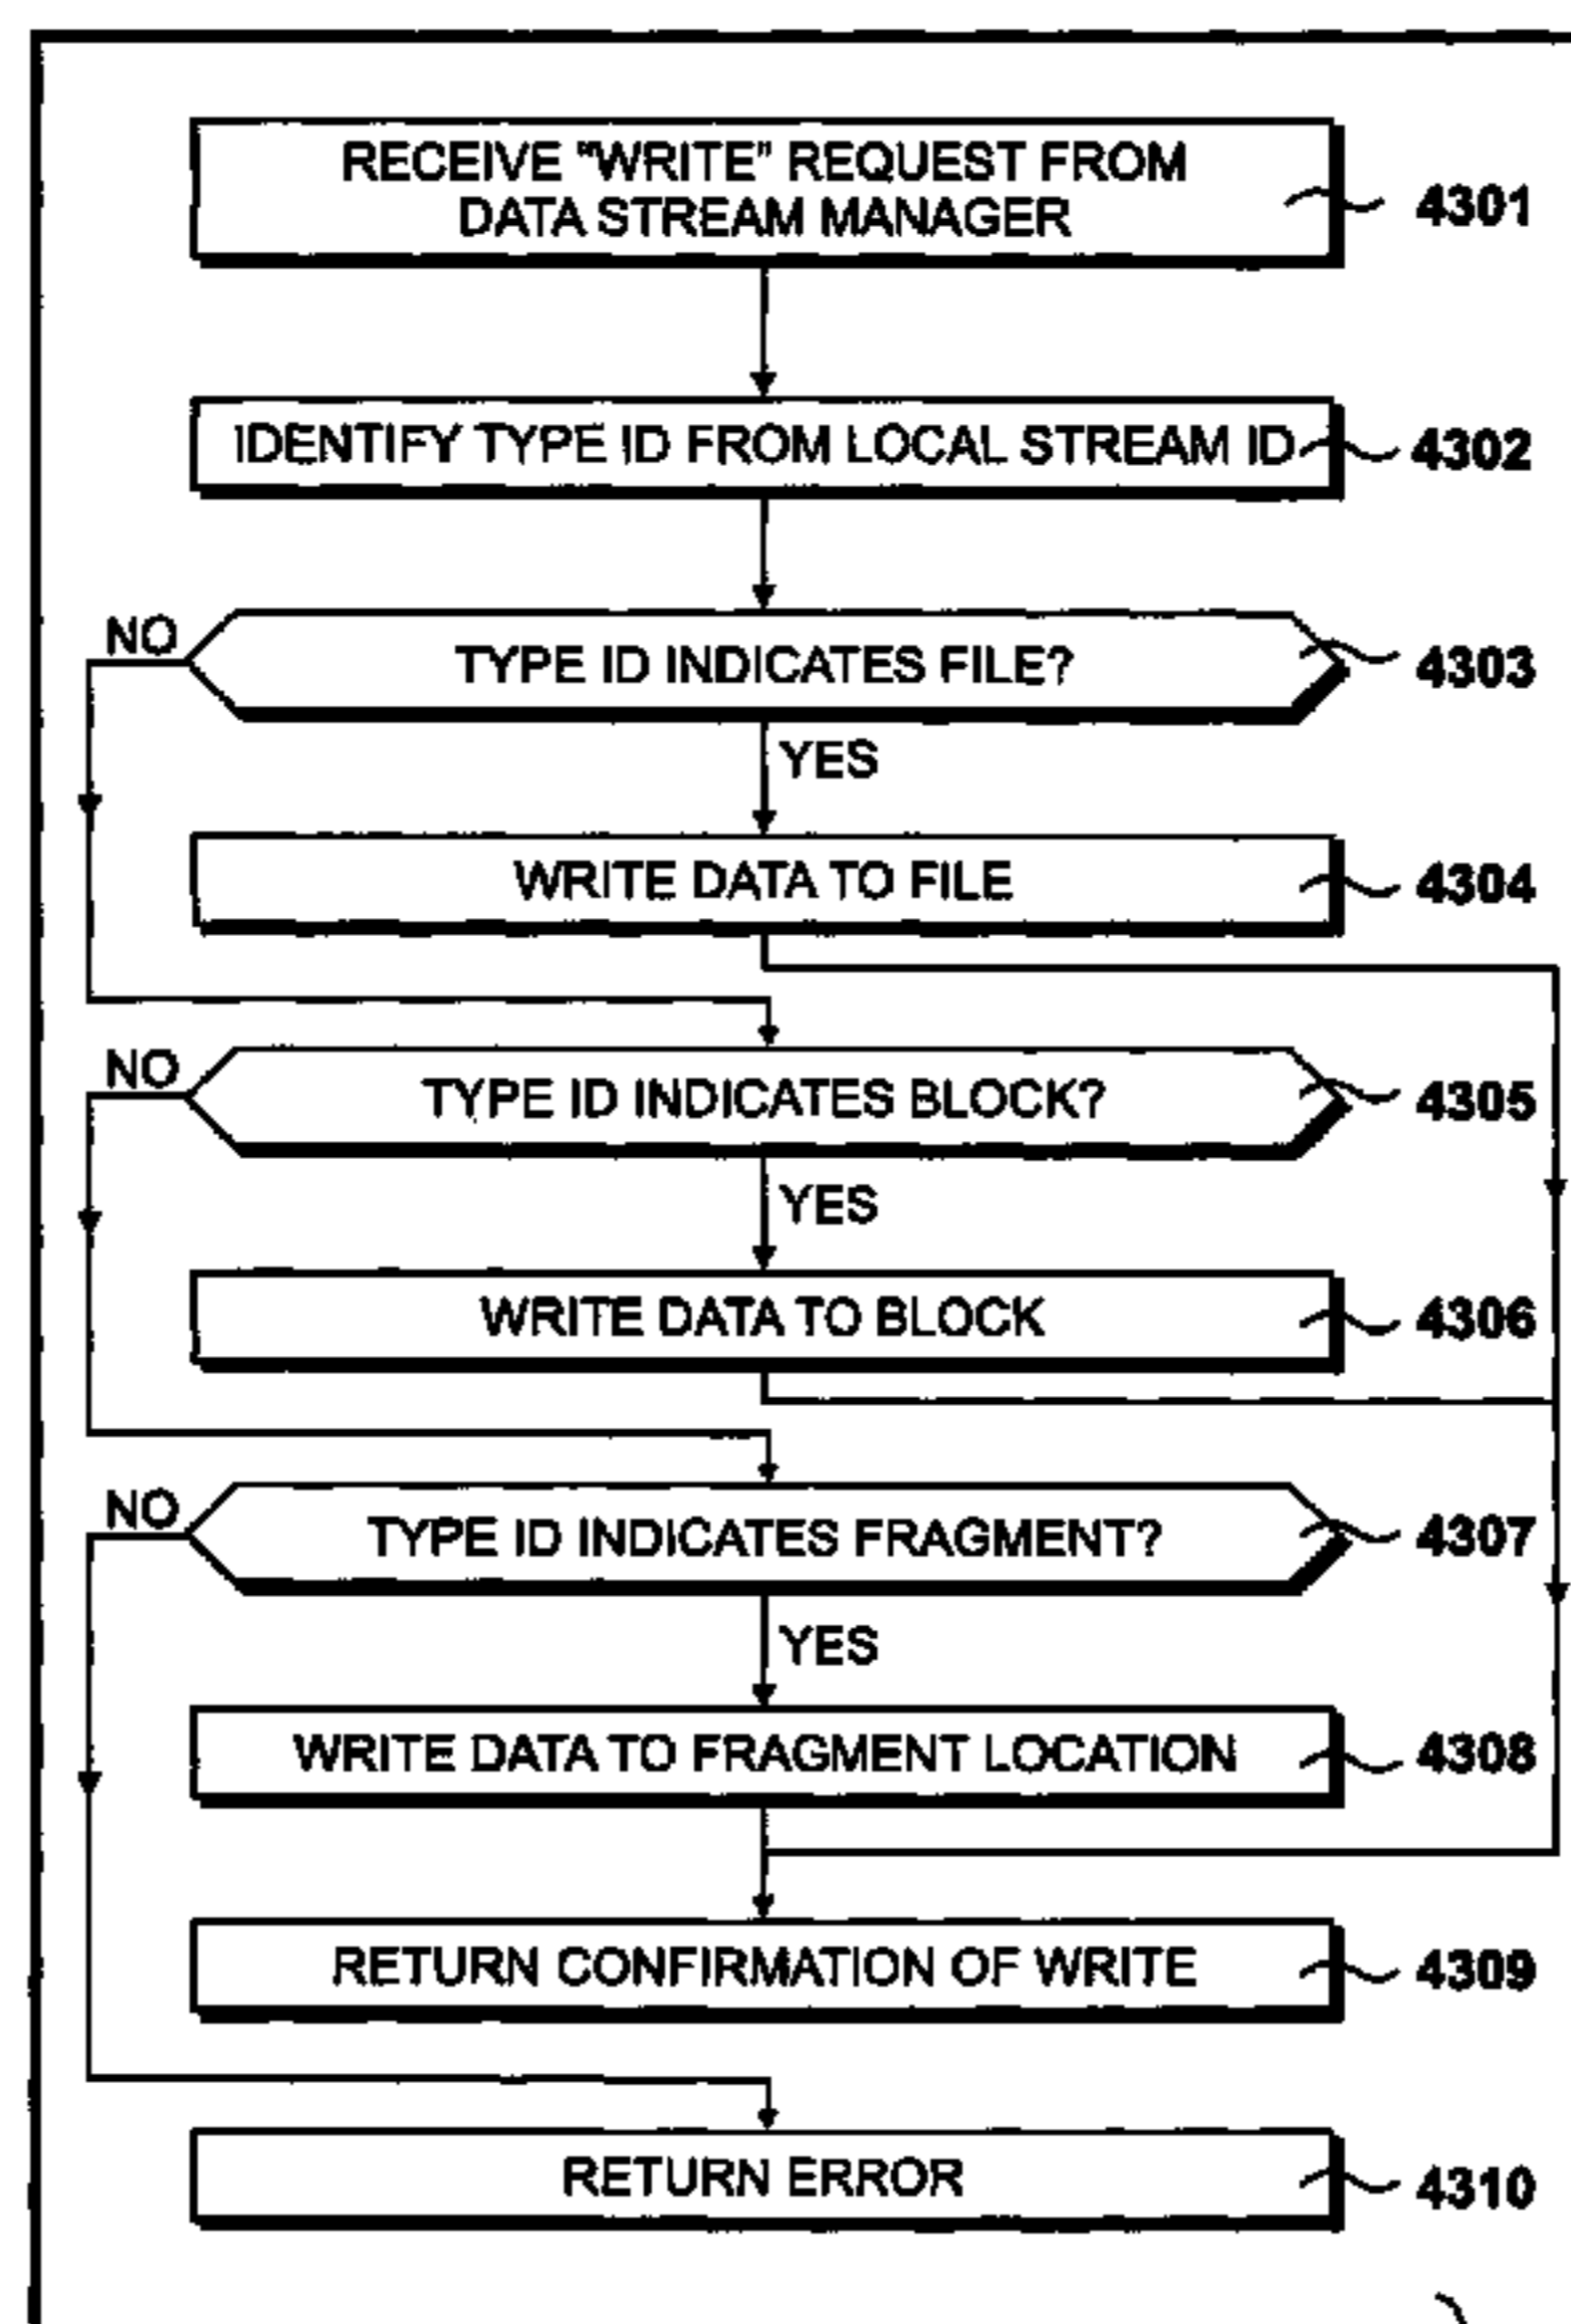 RECEIVE "WRITE" REQUEST FROM
DATA STREAM MANAGER
4301
IDENTIFY TYPE ID FROM LOCAL STREAM ID
4302
NO
TYPE ID INDICATES FILE?
4303
YES
WRITE DATA TO FILE
4304
NO
TYPE ID INDICATES BLOCK?
4305
YES
WRITE DATA TO BLOCK
4306
NO
TYPE ID INDICATES FRAGMENT?
4307
YES
WRITE DATA TO FRAGMENT LOCATION
4308
RETURN CONFIRMATION OF WRITE
4309
RETURN ERROR
4310